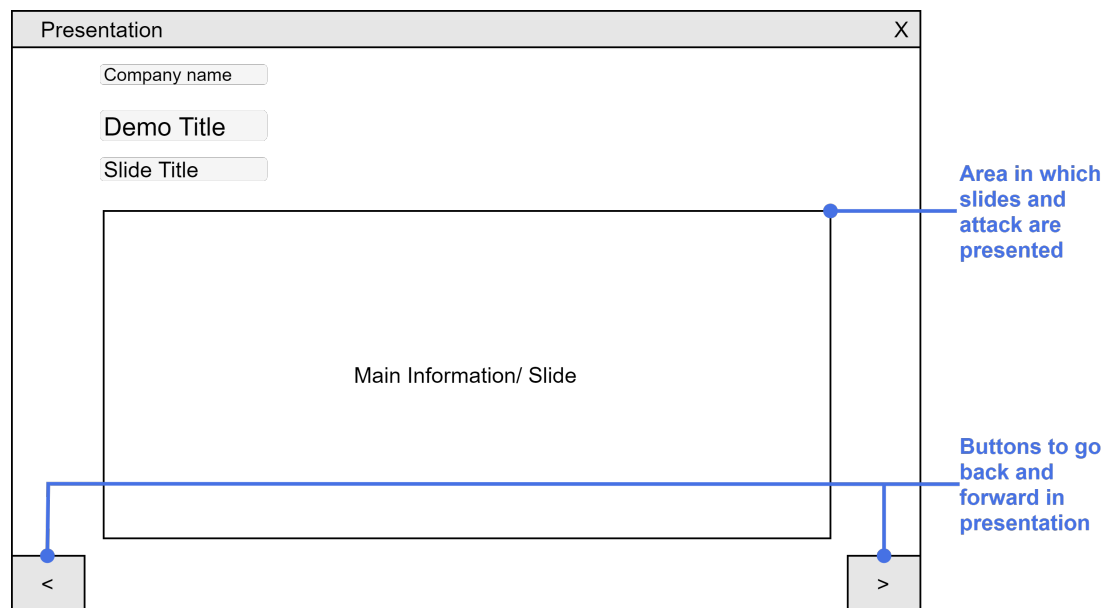 Presentation
X
Company name
Demo Title
Slide Title
Area in which
slides and
attack are
presented
Main Information/ Slide
Buttons to go
back and
forward in
presentation
<
>